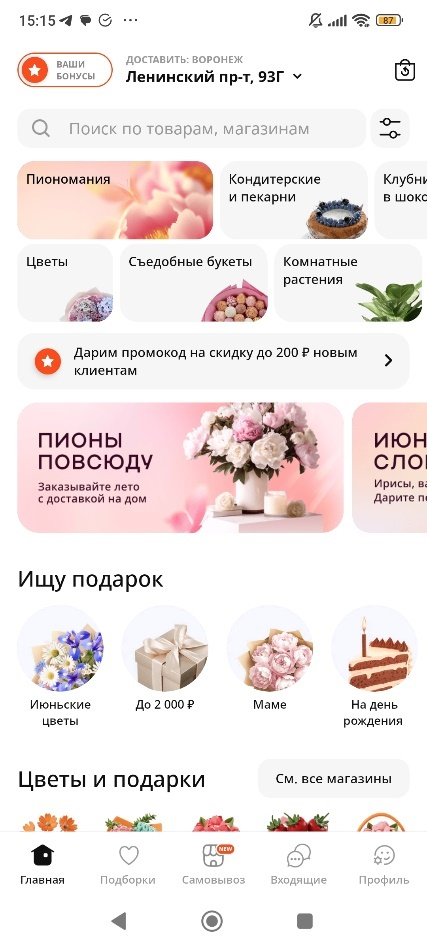 15:15
87
ВАШИ
БОНУСЫ
ДОСТАВИТЬ: ВОРОНЕЖ
Ленинский пр-т, 93Г
Поиск по товарам, магазинам
Пиономания
Кондитерские
и пекарни
Клубни
в шоко
Цветы
Съедобные букеты
Комнатные
растения
Дарим промокод на скидку до 200 ₽ новым
клиентам
ПИОНЫ
ПОВСЮДУ
Заказывайте лето
с доставкой на дом
ИЮН
СЛО
Ирисы, ва
Дарите по
Ищу подарок
Июньские
цветы
До 2 000 ₽
Маме
На день
рождения
Цветы и подарки
См. все магазины
NEW
Главная
Подборки
Самовывоз
Входящие
Профиль